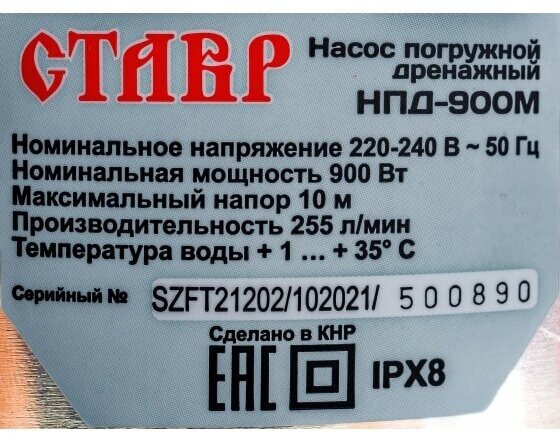 СТАВР
Насос погружной
дренажный
НПД-900М
Номинальное напряжение 220-240 В ~ 50 Гц
Номинальная мощность 900 Вт
Максимальный напор 10 м
Производительность 255 л/мин
Температура воды + 1 ... + 35° С
Серийный № SZFT21202/102021/ 500890
Сделано в КНР
EAC IPX8